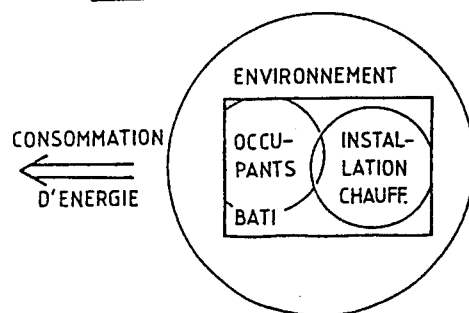 ENVIRONNEMENT
CONSOMMATION
D'ENERGIE
OCCU-
PANTS
BATI
INSTAL-
LATION
CHAUFF.